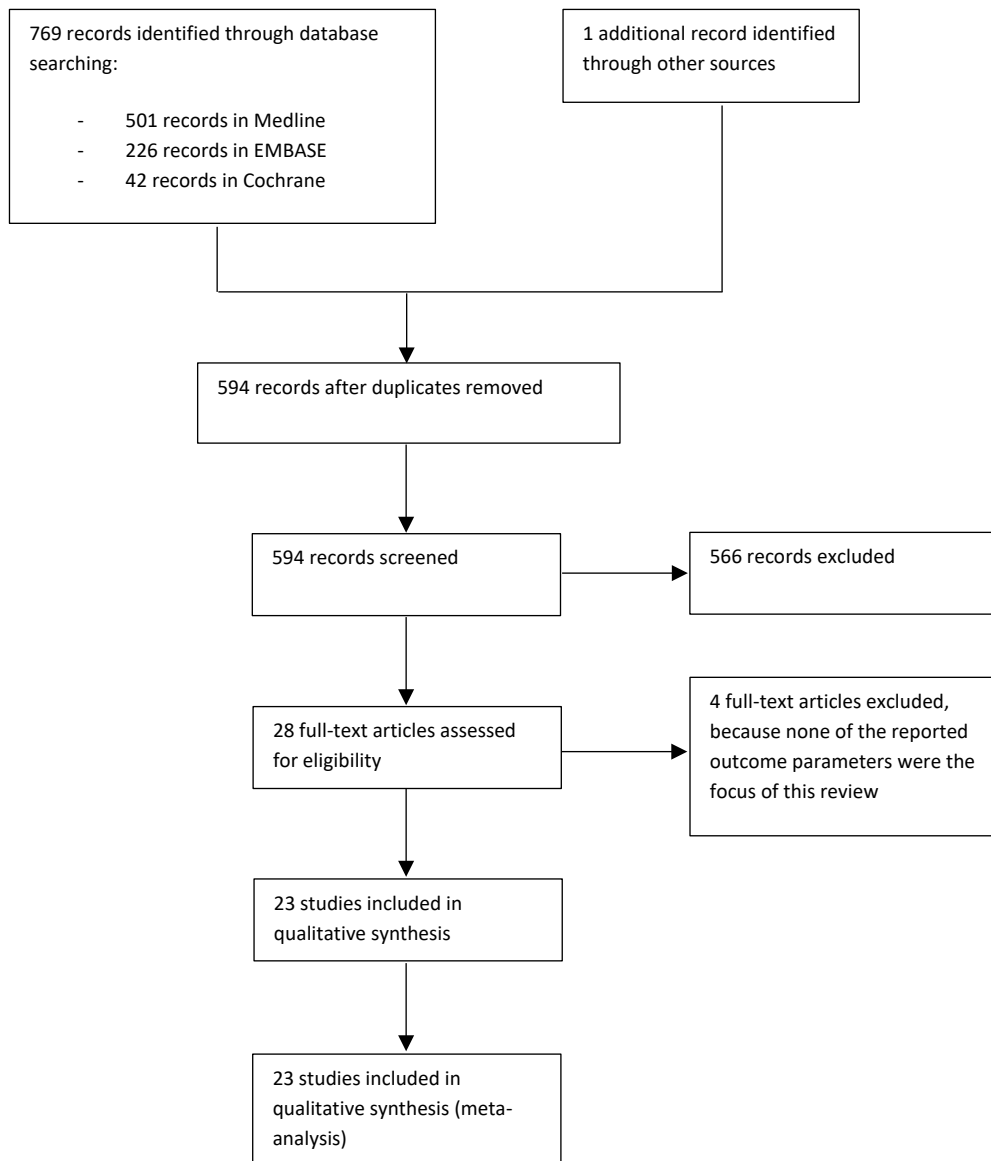 769 records identified through database
searching:
- 501 records in Medline
- 226 records in EMBASE
- 42 records in Cochrane
1 additional record identified
through other sources
594 records after duplicates removed
594 records screened
566 records excluded
28 full-text articles assessed
for eligibility
4 full-text articles excluded,
because none of the reported
outcome parameters were the
focus of this review
23 studies included in
qualitative synthesis
23 studies included in
qualitative synthesis (meta-
analysis)